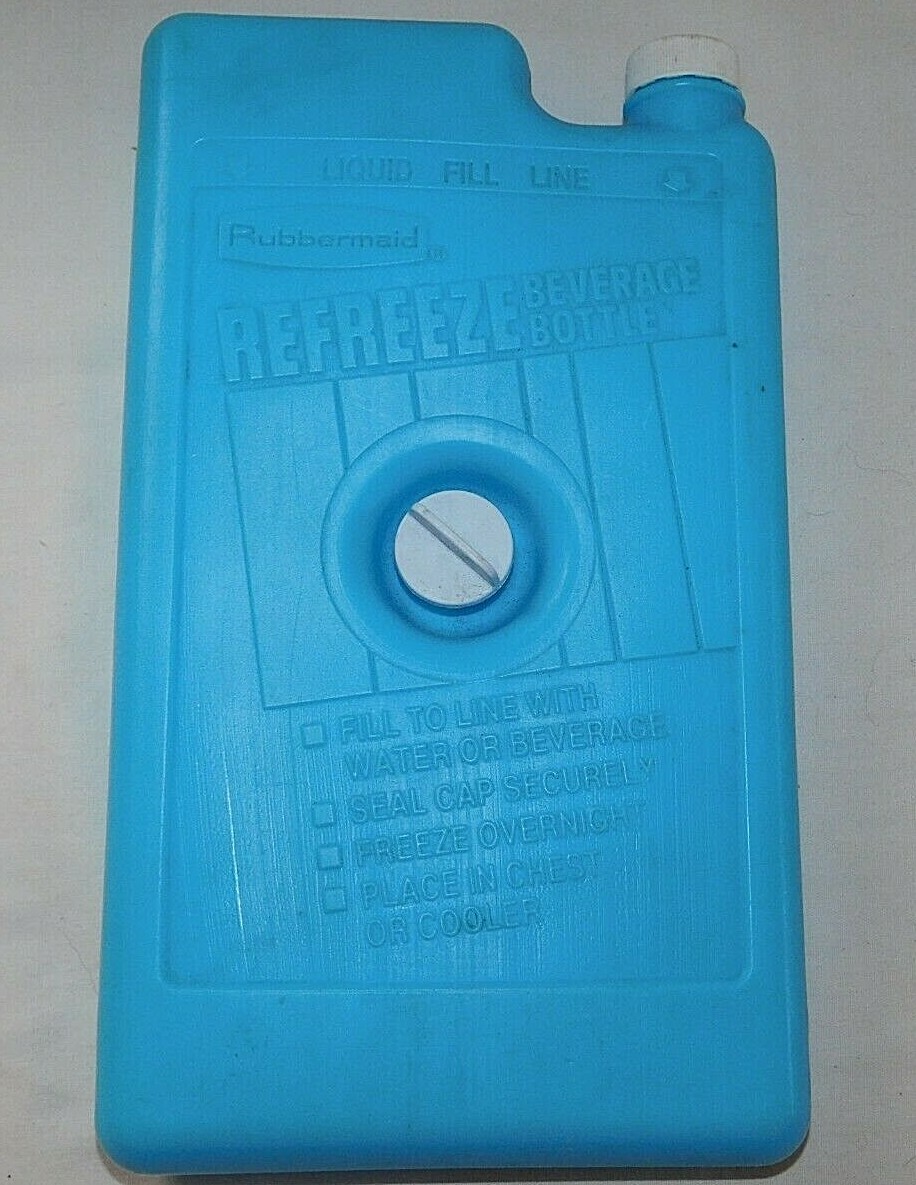 LIQUID FILL LINE
Rubbermaid TM
REFREEZE BEVERAGE
BOTTLE
FILL TO LINE WITH
WATER OR BEVERAGE
SEAL CAP SECURELY
FREEZE OVERNIGHT
PLACE IN CHEST
OR COOLER